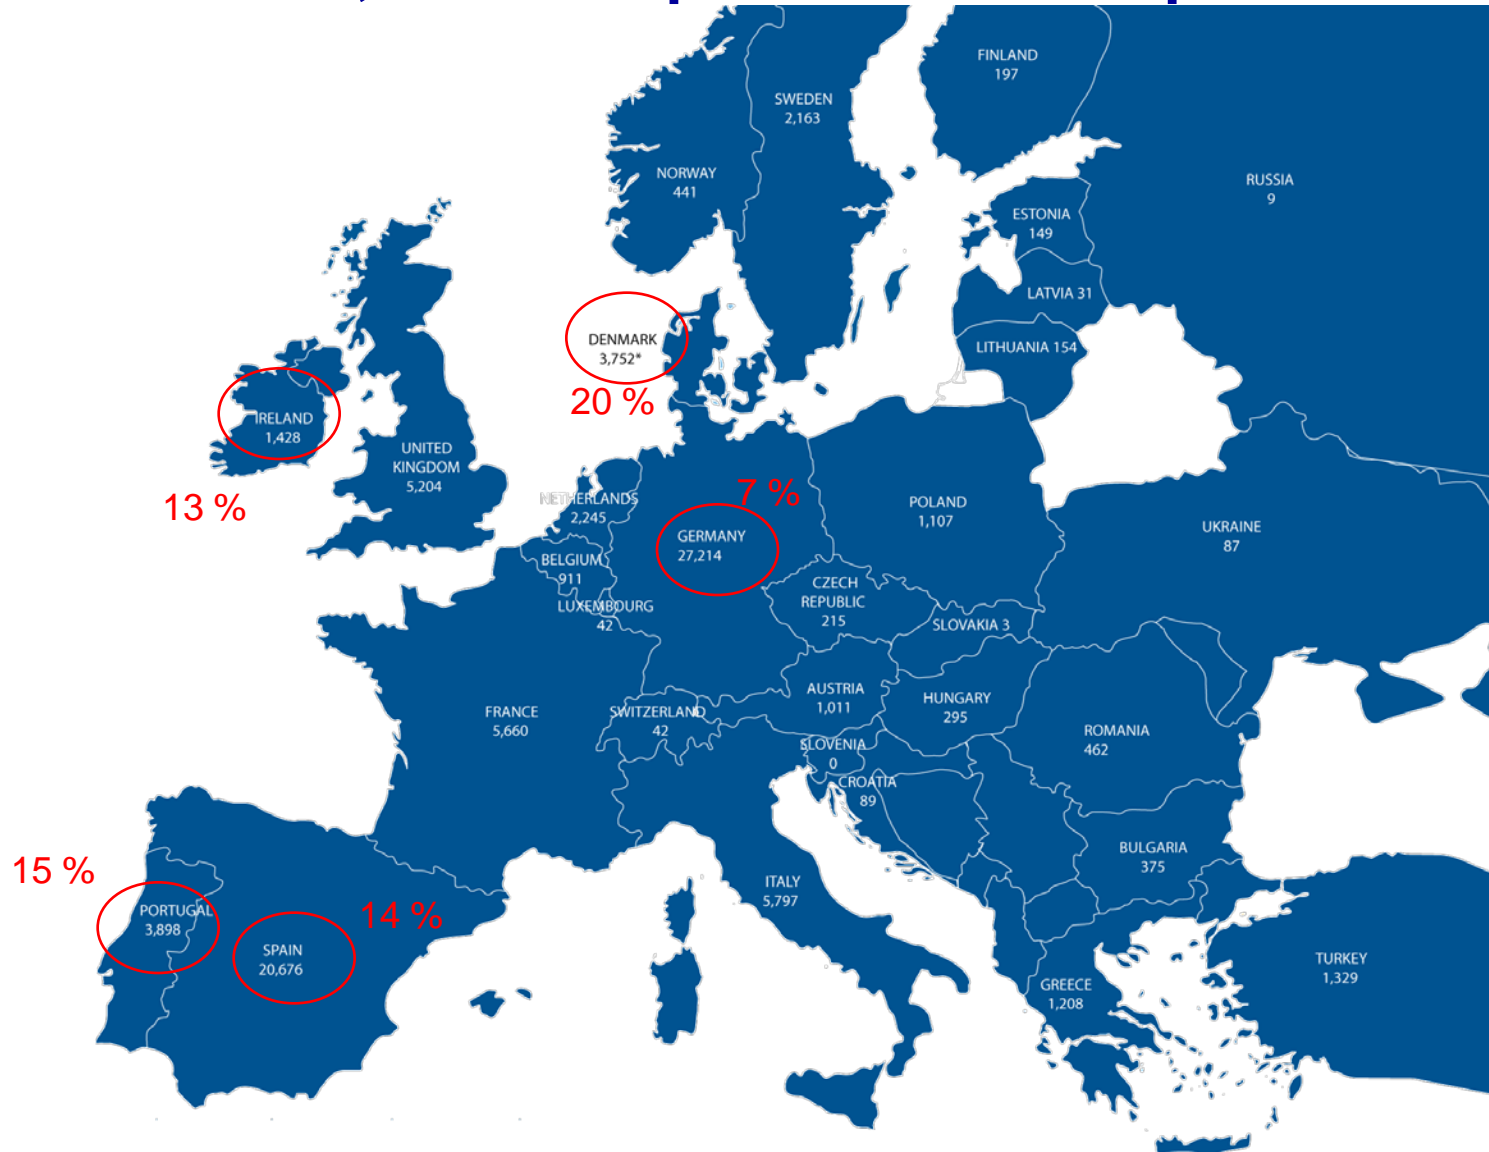 FINLAND
197
SWEDEN
2,163
NORWAY
441
RUSSIA
9
ESTONIA
149
LATVIA 31
LITHUANIA 154
DENMARK
3,752*
20 %
IRELAND
1,428
13 %
UNITED
KINGDOM
5,204
NETHERLANDS
2,245
7 %
GERMANY
27,214
POLAND
1,107
UKRAINE
87
BELGIUM
911
LUXEMBOURG
42
CZECH
REPUBLIC
215
SLOVAKIA 3
FRANCE
5,660
SWITZERLAND
42
AUSTRIA
1,011
HUNGARY
295
ROMANIA
462
SLOVENIA
0
CROATIA
89
BULGARIA
375
15 %
PORTUGAL
3,898
14 %
SPAIN
20,676
ITALY
5,797
GREECE
1,208
TURKEY
1,329